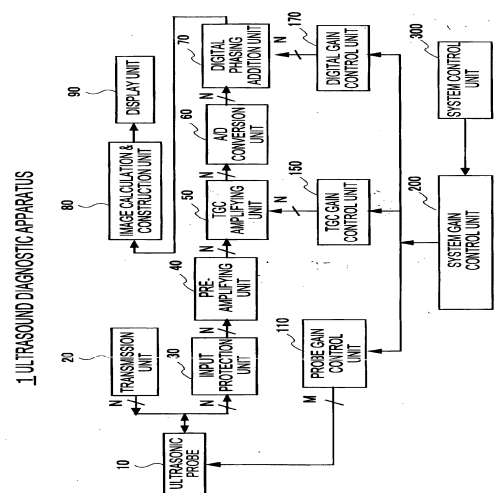 1 ULTRASOUND DIAGNOSTIC APPARATUS
10
ULTRASONIC
PROBE
20
TRANSMISSION
UNIT
N
30
INPUT
PROTECTION
UNIT
N
N
40
PRE-
AMPLIFYING
UNIT
N
50
TGC
AMPLIFYING
UNIT
N
60
A/D
CONVERSION
UNIT
N
70
DIGITAL
PHASING
ADDITION UNIT
80
IMAGE CALCULATION &
CONSTRUCTION UNIT
90
DISPLAY UNIT
110
PROBE GAIN
CONTROL
UNIT
M
150
TGC GAIN
CONTROL UNIT
N
170
DIGITAL GAIN
CONTROL UNIT
N
200
SYSTEM GAIN
CONTROL UNIT
300
SYSTEM CONTROL
UNIT